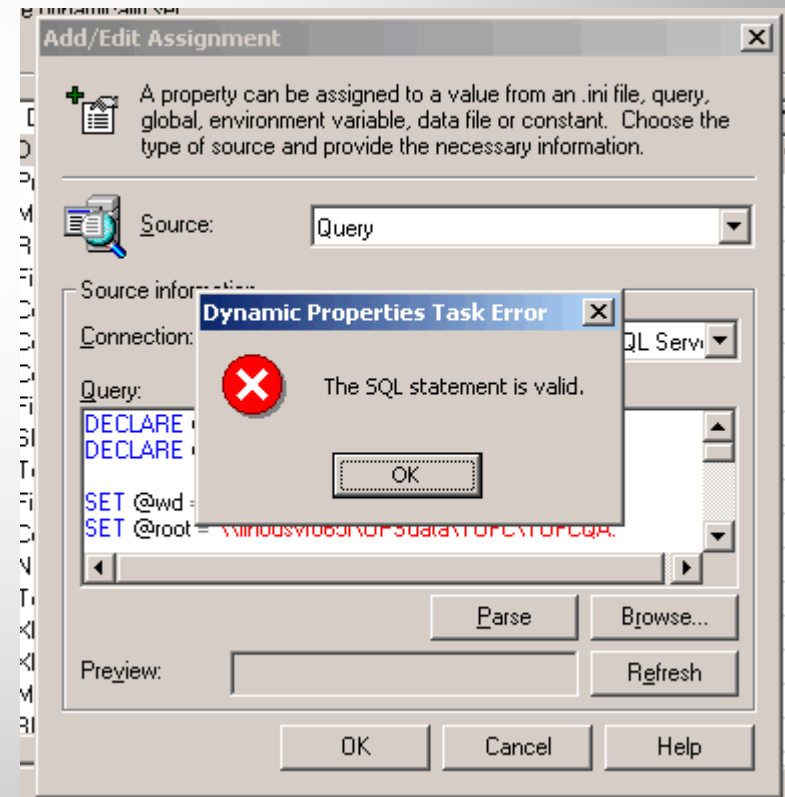 Add/Edit Assignment
A property can be assigned to a value from an .ini file, query,
global, environment variable, data file or constant. Choose the
type of source and provide the necessary information.
Source:
Query
Source
Dynamic Properties Task Error
Connection:
QL Serv
The SQL statement is valid.
Query:
DECLARE
DECLARE
OK
SET @wd =
SET @root =
Parse
Browse...
Preview:
Refresh
OK
Cancel
Help